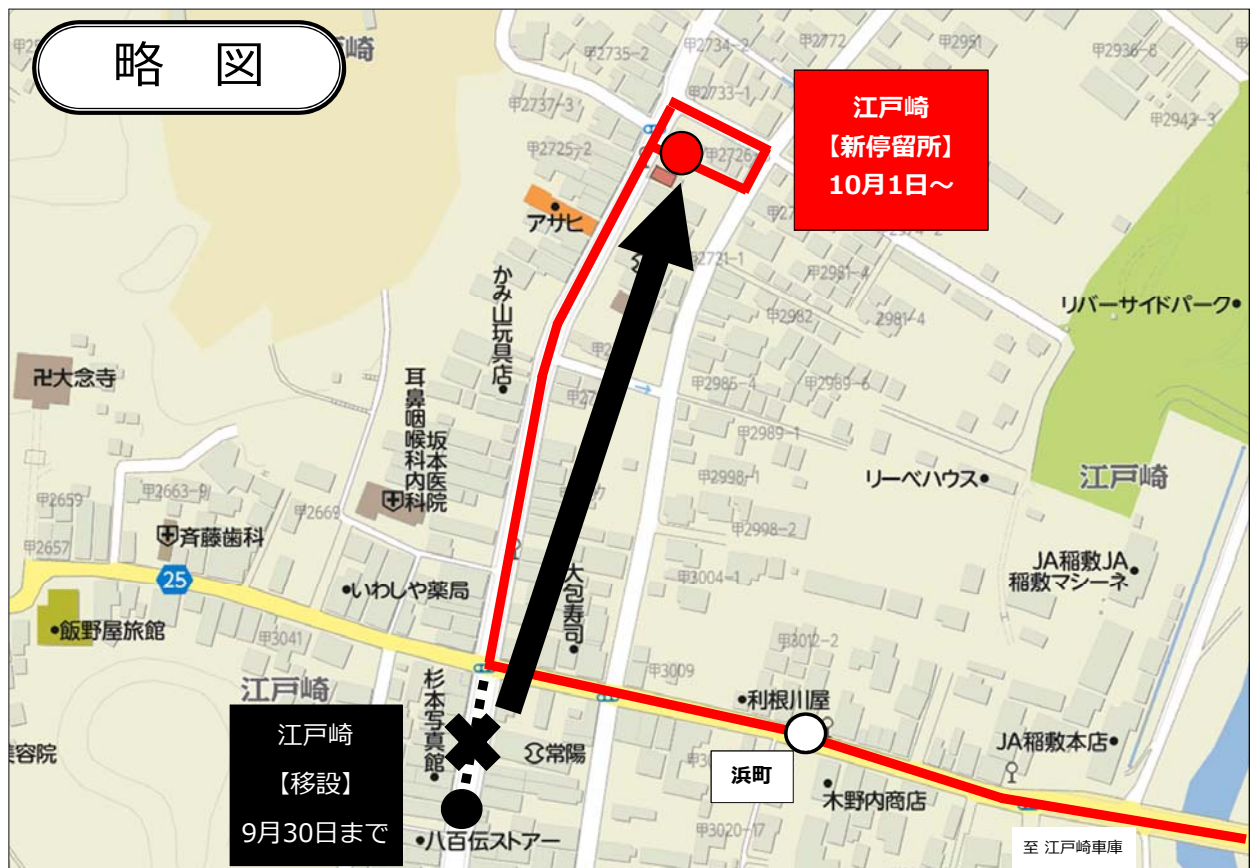 略 図
崎
甲2735-2
甲2734-2
甲2772
甲2951
甲2936-8
甲2737-3
甲2733-1
甲2943-3
江戸崎
【新停留所】
10月1日～
甲2725-2
甲2726
アサヒ
甲2721-1
甲2981-4
リバーサイドパーク
かみ山玩具店
甲2982
2981-4
卍大念寺
耳鼻咽喉科内科
坂本医院
甲2985-4
甲2989-6
甲2989-1
甲2659
甲2663-9
甲2669
甲2998-1
リーベハウス
江戸崎
斉藤歯科
甲2657
甲2998-2
25
いわしや薬局
大包寿司
甲3004-1
JA稲敷JA
稲敷マシーネ
飯野屋旅館
甲3041
甲3012-2
甲3009
江戸崎
杉本写真館
利根川屋
江戸崎
【移設】
9月30日まで
常陽
浜町
JA稲敷本店
美容院
木野内商店
八百伝ストアー
甲3020-17
至 江戸崎車庫